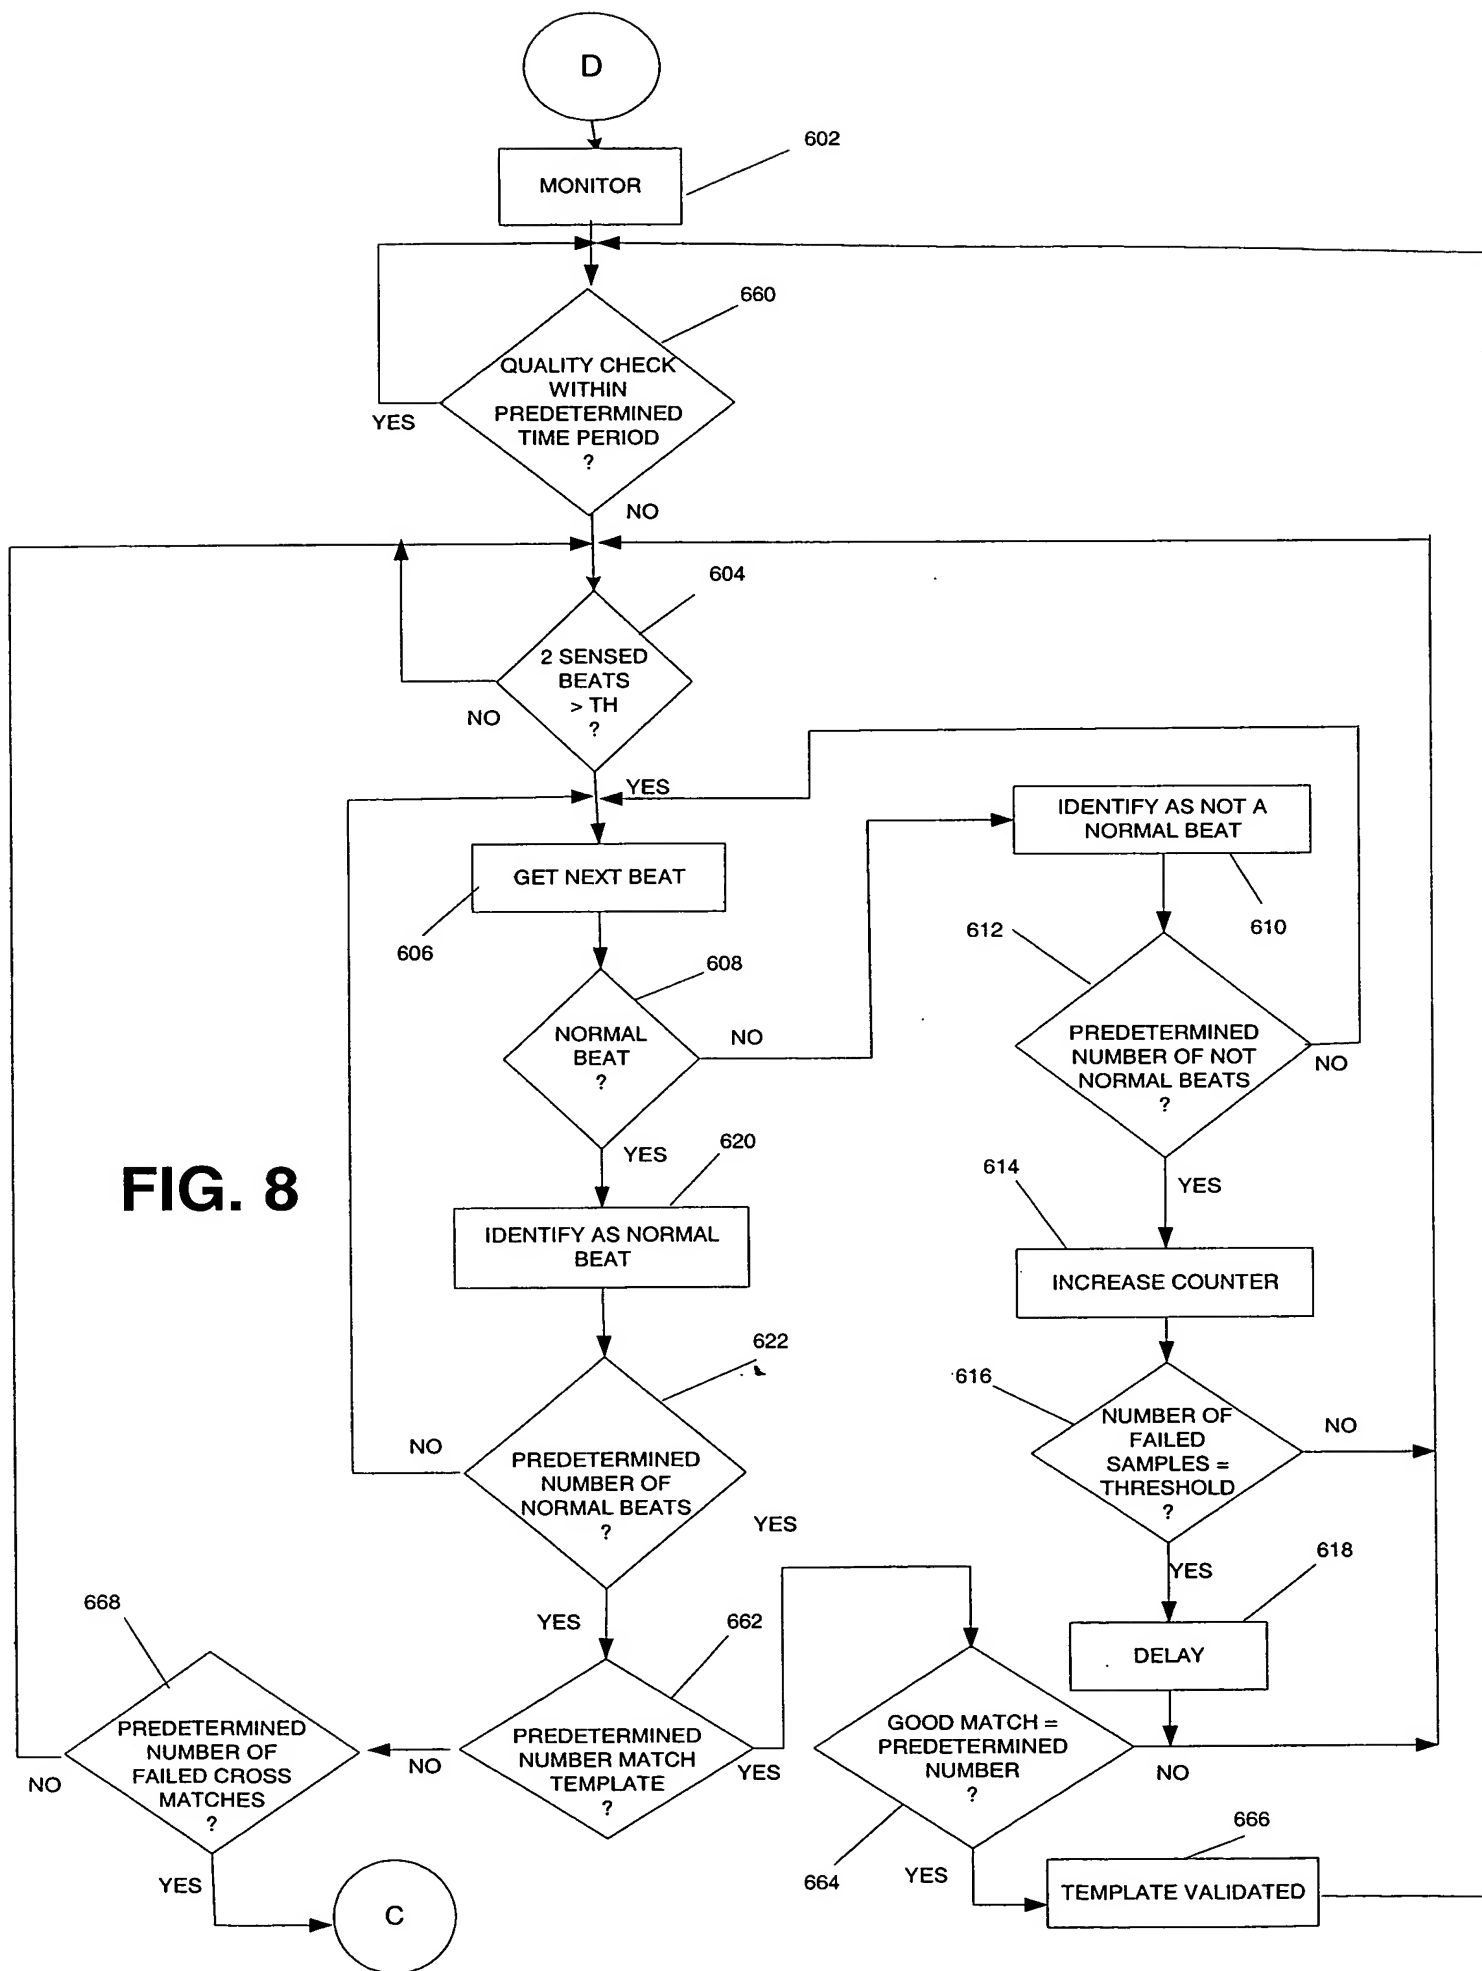 D
602
MONITOR
660
QUALITY CHECK
WITHIN
PREDETERMINED
TIME PERIOD
?
YES
NO
604
2 SENSED
BEATS
> TH
?
NO
YES
IDENTIFY AS NOT A
NORMAL BEAT
GET NEXT BEAT
606
610
612
608
NORMAL
BEAT
?
NO
PREDETERMINED
NUMBER OF NOT
NORMAL BEATS
?
NO
YES
620
614
YES
FIG. 8
IDENTIFY AS NORMAL
BEAT
INCREASE COUNTER
622
616
NUMBER OF
FAILED
SAMPLES =
THRESHOLD
?
NO
NO
PREDETERMINED
NUMBER OF
NORMAL BEATS
?
YES
YES
618
668
YES
662
DELAY
PREDETERMINED
NUMBER OF
FAILED CROSS
MATCHES
?
NO
NO
PREDETERMINED
NUMBER MATCH
TEMPLATE
?
YES
GOOD MATCH =
PREDETERMINED
NUMBER
?
NO
666
YES
664
YES
C
TEMPLATE VALIDATED